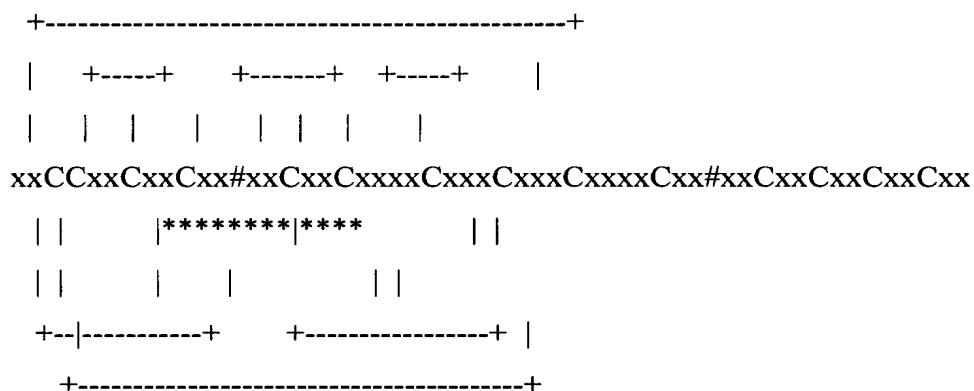 +------------------------------------------------+
| +-----+ +-------+ +-----+ |
| | | | | | | |
xxCCxxCxxCxx#xxCxxCxxxxCxxxCxxxCxxxxCxx#xxCxxCxxCxxCxx
| | |********|**** | |
| | | | | |
+--|-----------+ +-----------------+ |
+------------------------------------------+